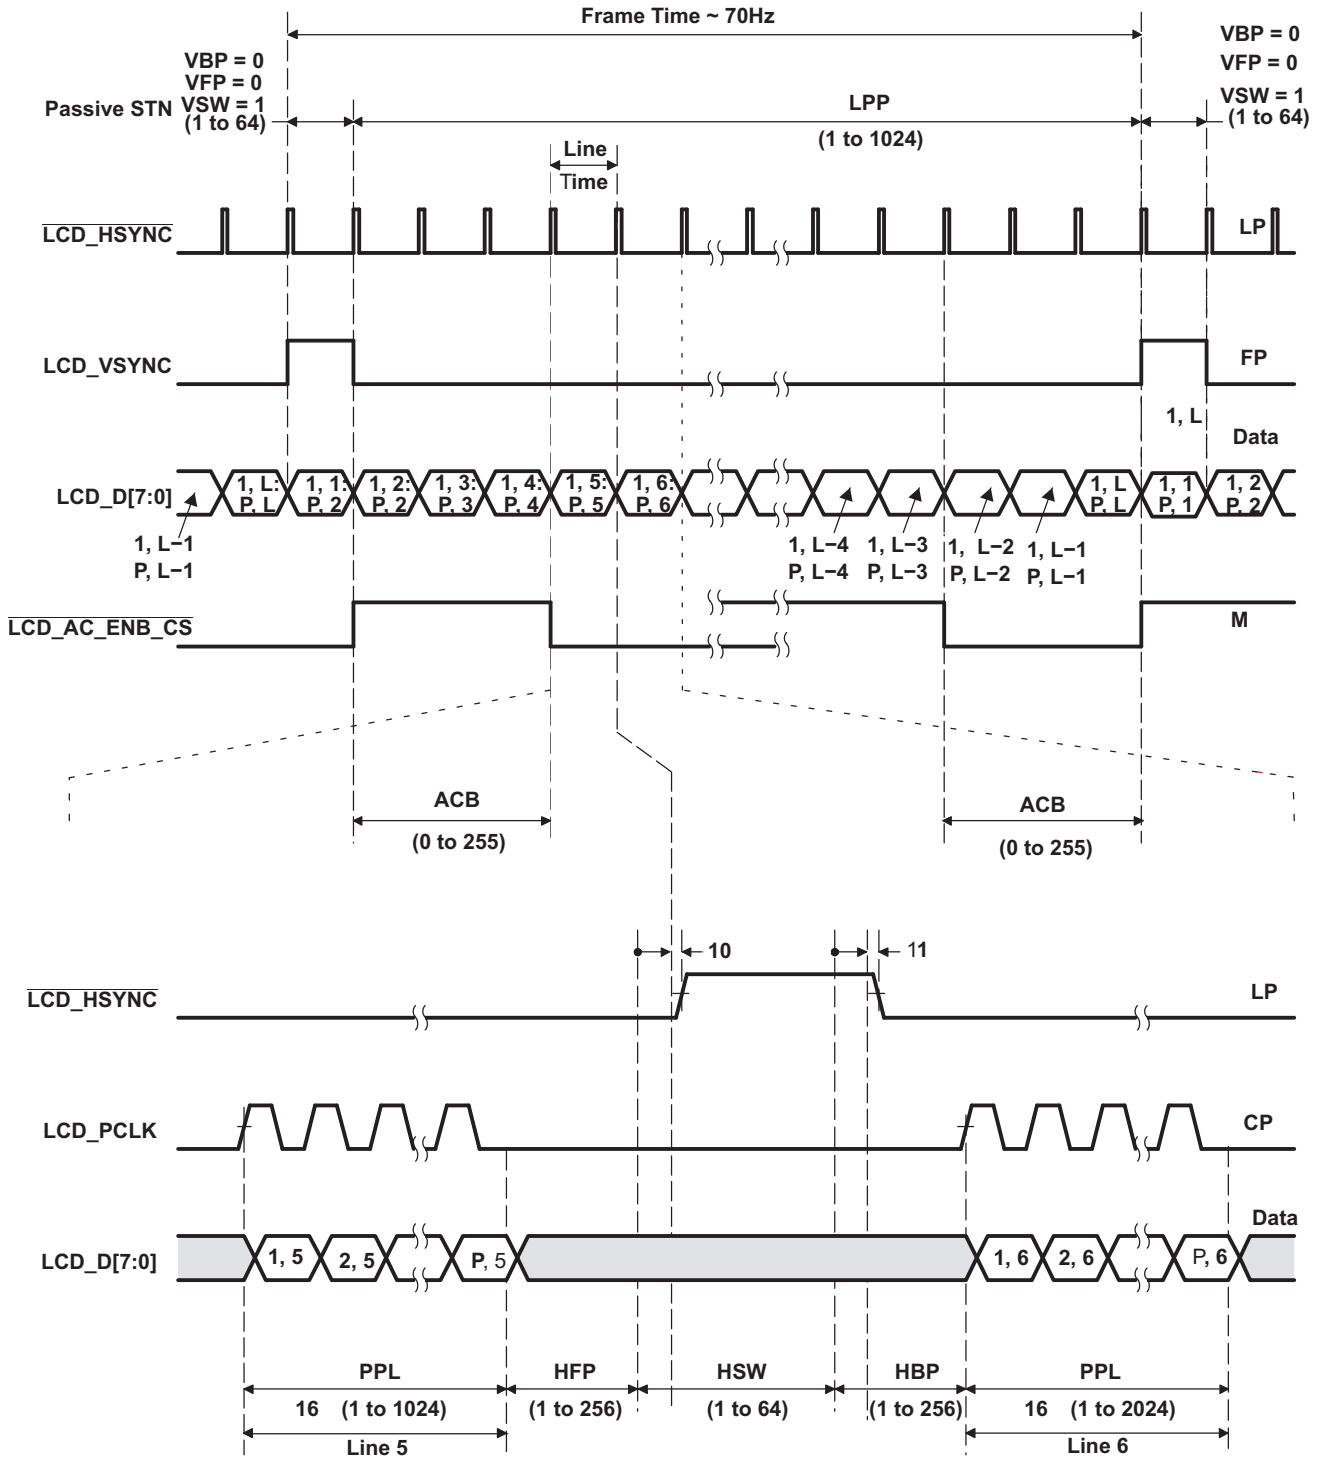 Frame Time ~ 70Hz
VBP = 0
VFP = 0
VSW = 1
(1 to 64)
Passive STN
LPP
(1 to 1024)
VBP = 0
VFP = 0
VSW = 1
(1 to 64)
Line
Time
LCD_HSYNC
LP
LCD_VSYNC
FP
1, L
Data
LCD_D[7:0]
1, L: 1, 1: 1, 2: 1, 3: 1, 4: 1, 5: 1, 6: 1, L 1, 1 1, 2
P, L P, 2 P, 2 P, 3 P, 4 P, 5 P, 6 P, L P, 1 P, 2
1, L−1
P, L−1
1, L−4 1, L−3 1, L−2 1, L−1
P, L−4 P, L−3 P, L−2 P, L−1
LCD_AC_ENB_CS
M
ACB
(0 to 255)
ACB
(0 to 255)
10
11
LCD_HSYNC
LP
LCD_PCLK
CP
Data
LCD_D[7:0]
1, 5 2, 5 P, 5 1, 6 2, 6 P, 6
PPL HFP HSW HBP PPL
16 (1 to 1024) (1 to 256) (1 to 64) (1 to 256) 16 (1 to 2024)
Line 5 Line 6